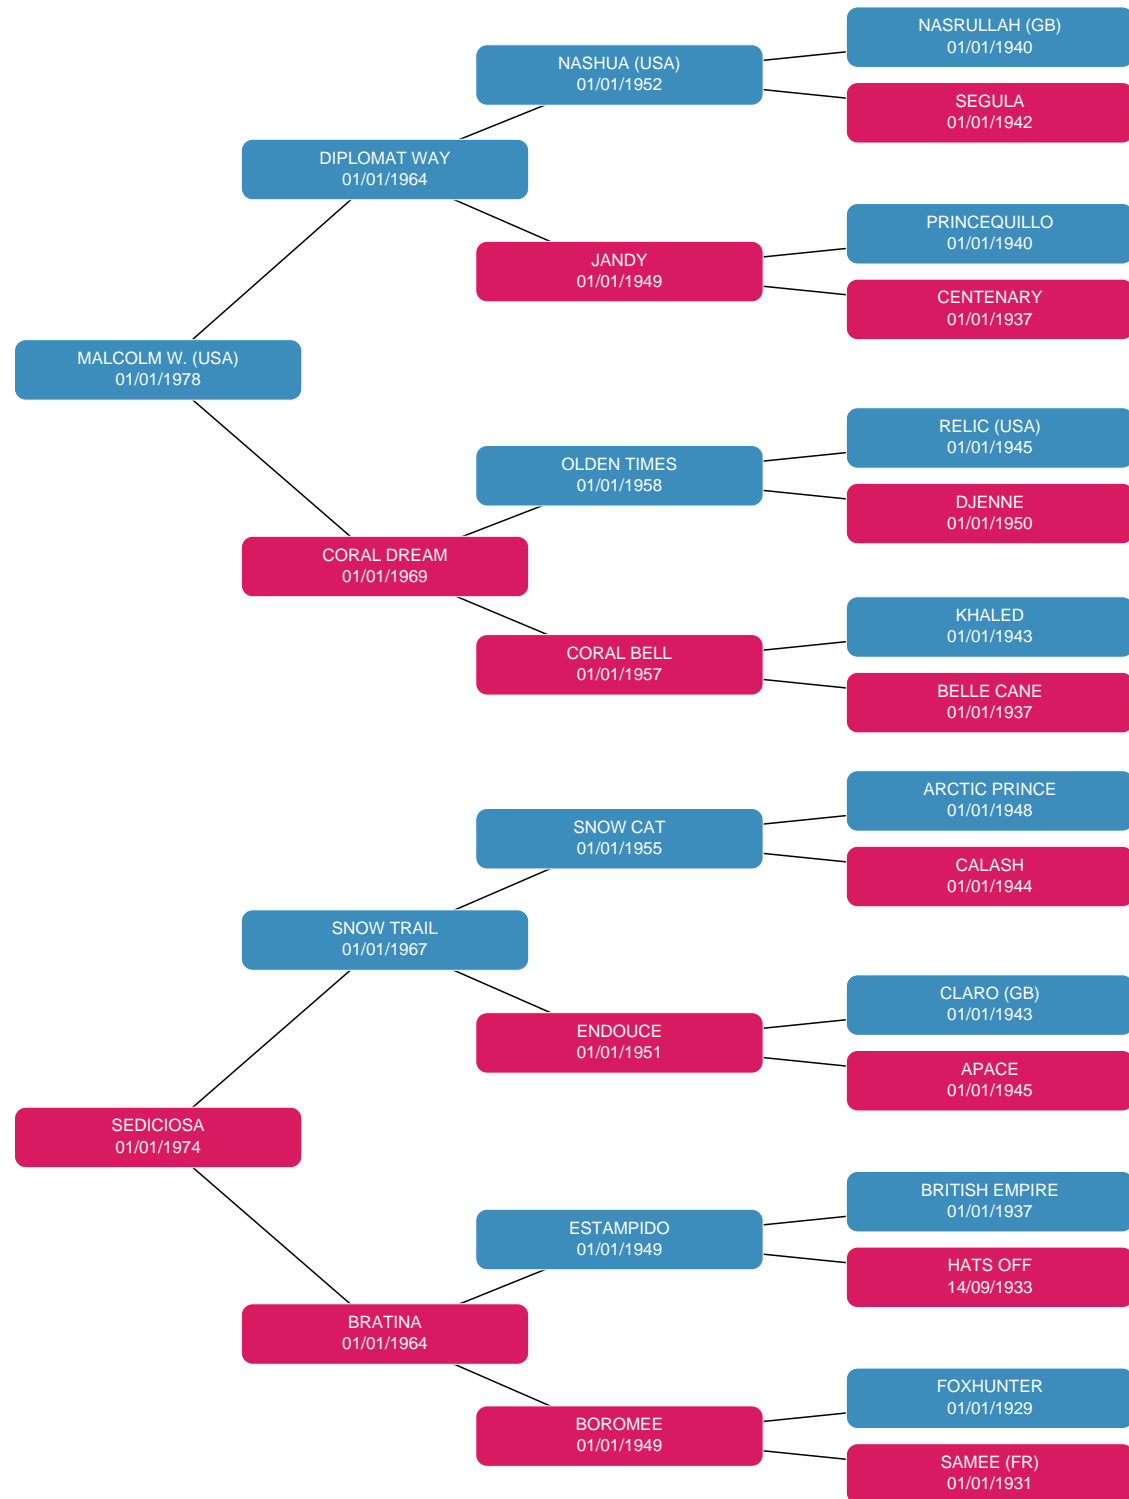 NASRULLAH (GB)
01/01/1940
NASHUA (USA)
01/01/1952
SEGULA
01/01/1942
DIPLOMAT WAY
01/01/1964
PRINCEQUILLO
01/01/1940
JANDY
01/01/1949
CENTENARY
01/01/1937
MALCOLM W. (USA)
01/01/1978
RELIC (USA)
01/01/1945
OLDEN TIMES
01/01/1958
DJENNE
01/01/1950
CORAL DREAM
01/01/1969
KHALED
01/01/1943
CORAL BELL
01/01/1957
BELLE CANE
01/01/1937
ARCTIC PRINCE
01/01/1948
SNOW CAT
01/01/1955
CALASH
01/01/1944
SNOW TRAIL
01/01/1967
CLARO (GB)
01/01/1943
ENDOUCE
01/01/1951
APACE
01/01/1945
SEDICIOSA
01/01/1974
BRITISH EMPIRE
01/01/1937
ESTAMPIDO
01/01/1949
HATS OFF
14/09/1933
BRATINA
01/01/1964
FOXHUNTER
01/01/1929
BOROMEE
01/01/1949
SAMEE (FR)
01/01/1931